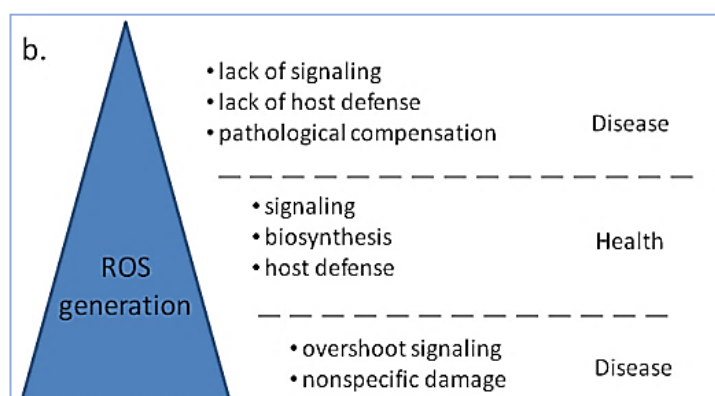 b.
• lack of signaling
• lack of host defense
• pathological compensation
Disease
• signaling
• biosynthesis
• host defense
Health
ROS
generation
• overshoot signaling
• nonspecific damage
Disease